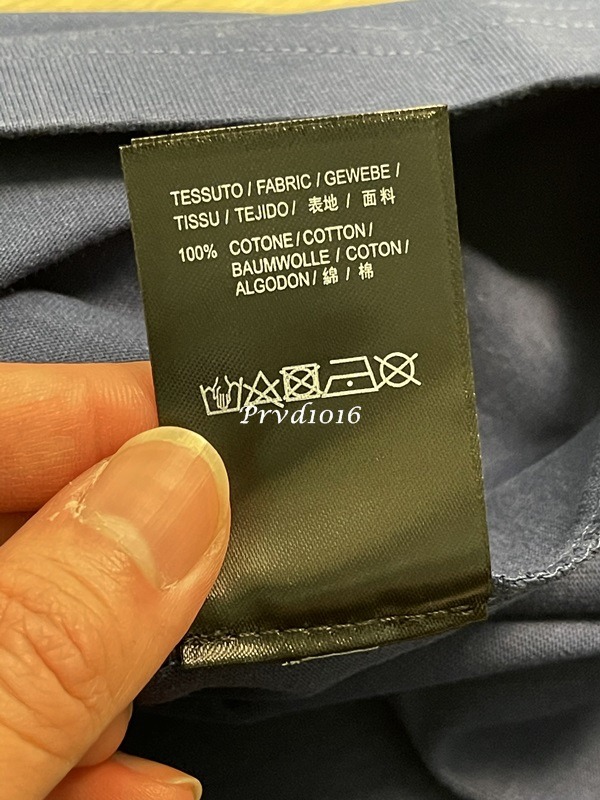 TESSUTO / FABRIC / GEWEBE /
TISSU / TEJIDO / 表地 / 面料
100% COTONE / COTTON /
BAUMWOLLE / COTON /
ALGODON / 綿 / 棉
Prvd1016